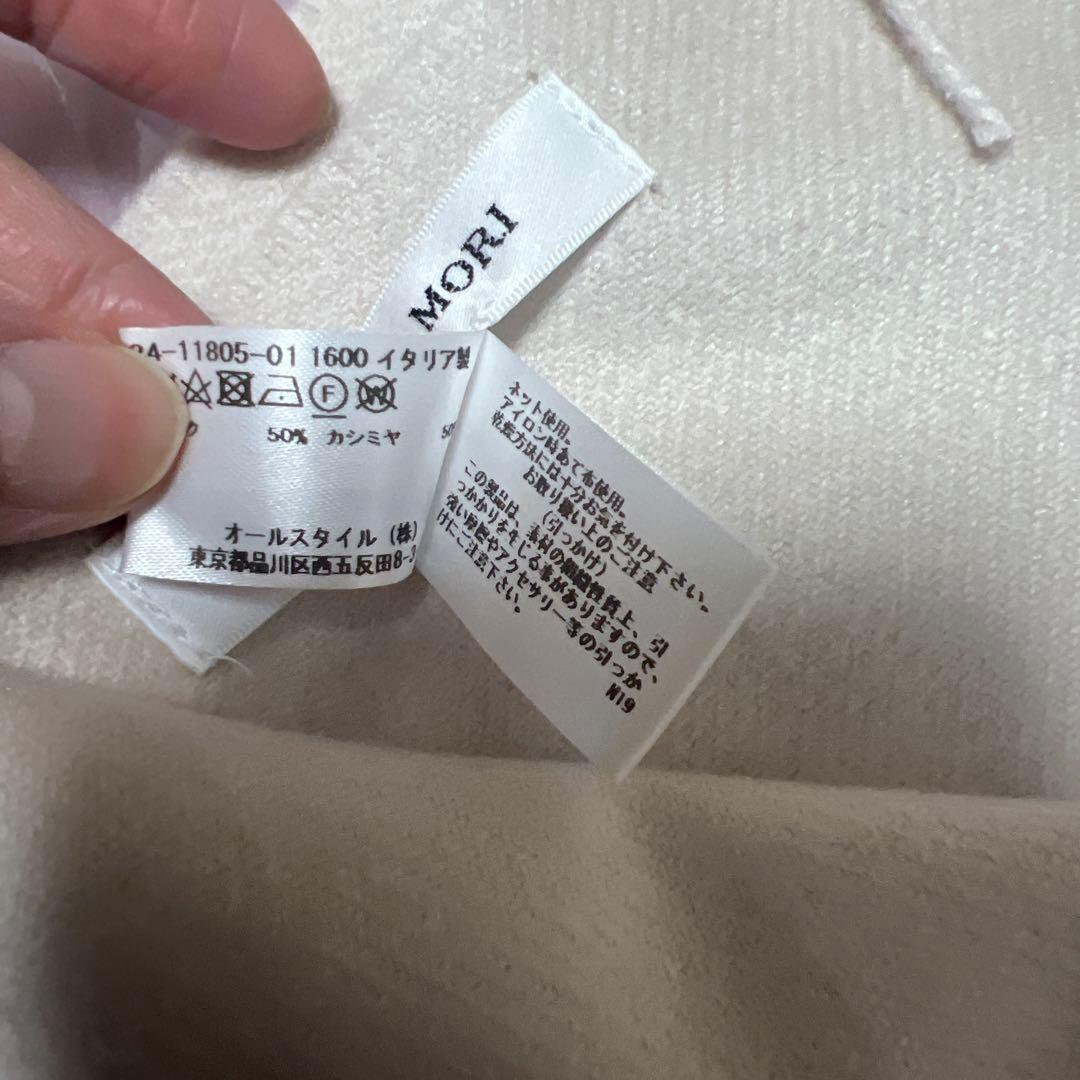 MORI
-11805-01 1600 イタリア製
F W
50% カシミヤ 50
オールスタイル(株)
東京都品川区西五反田8-3
ネット使用。
アイロン時あて布使用。
乾燥方法には十分お気を付け下さい。
お取り扱い上のご注意
(引っかけ)
この製品は、素材の組織性質上、引
っかかりを生じる事がありますので、
強い摩擦やアクセサリー等の引っか
けにご注意下さい。
N19